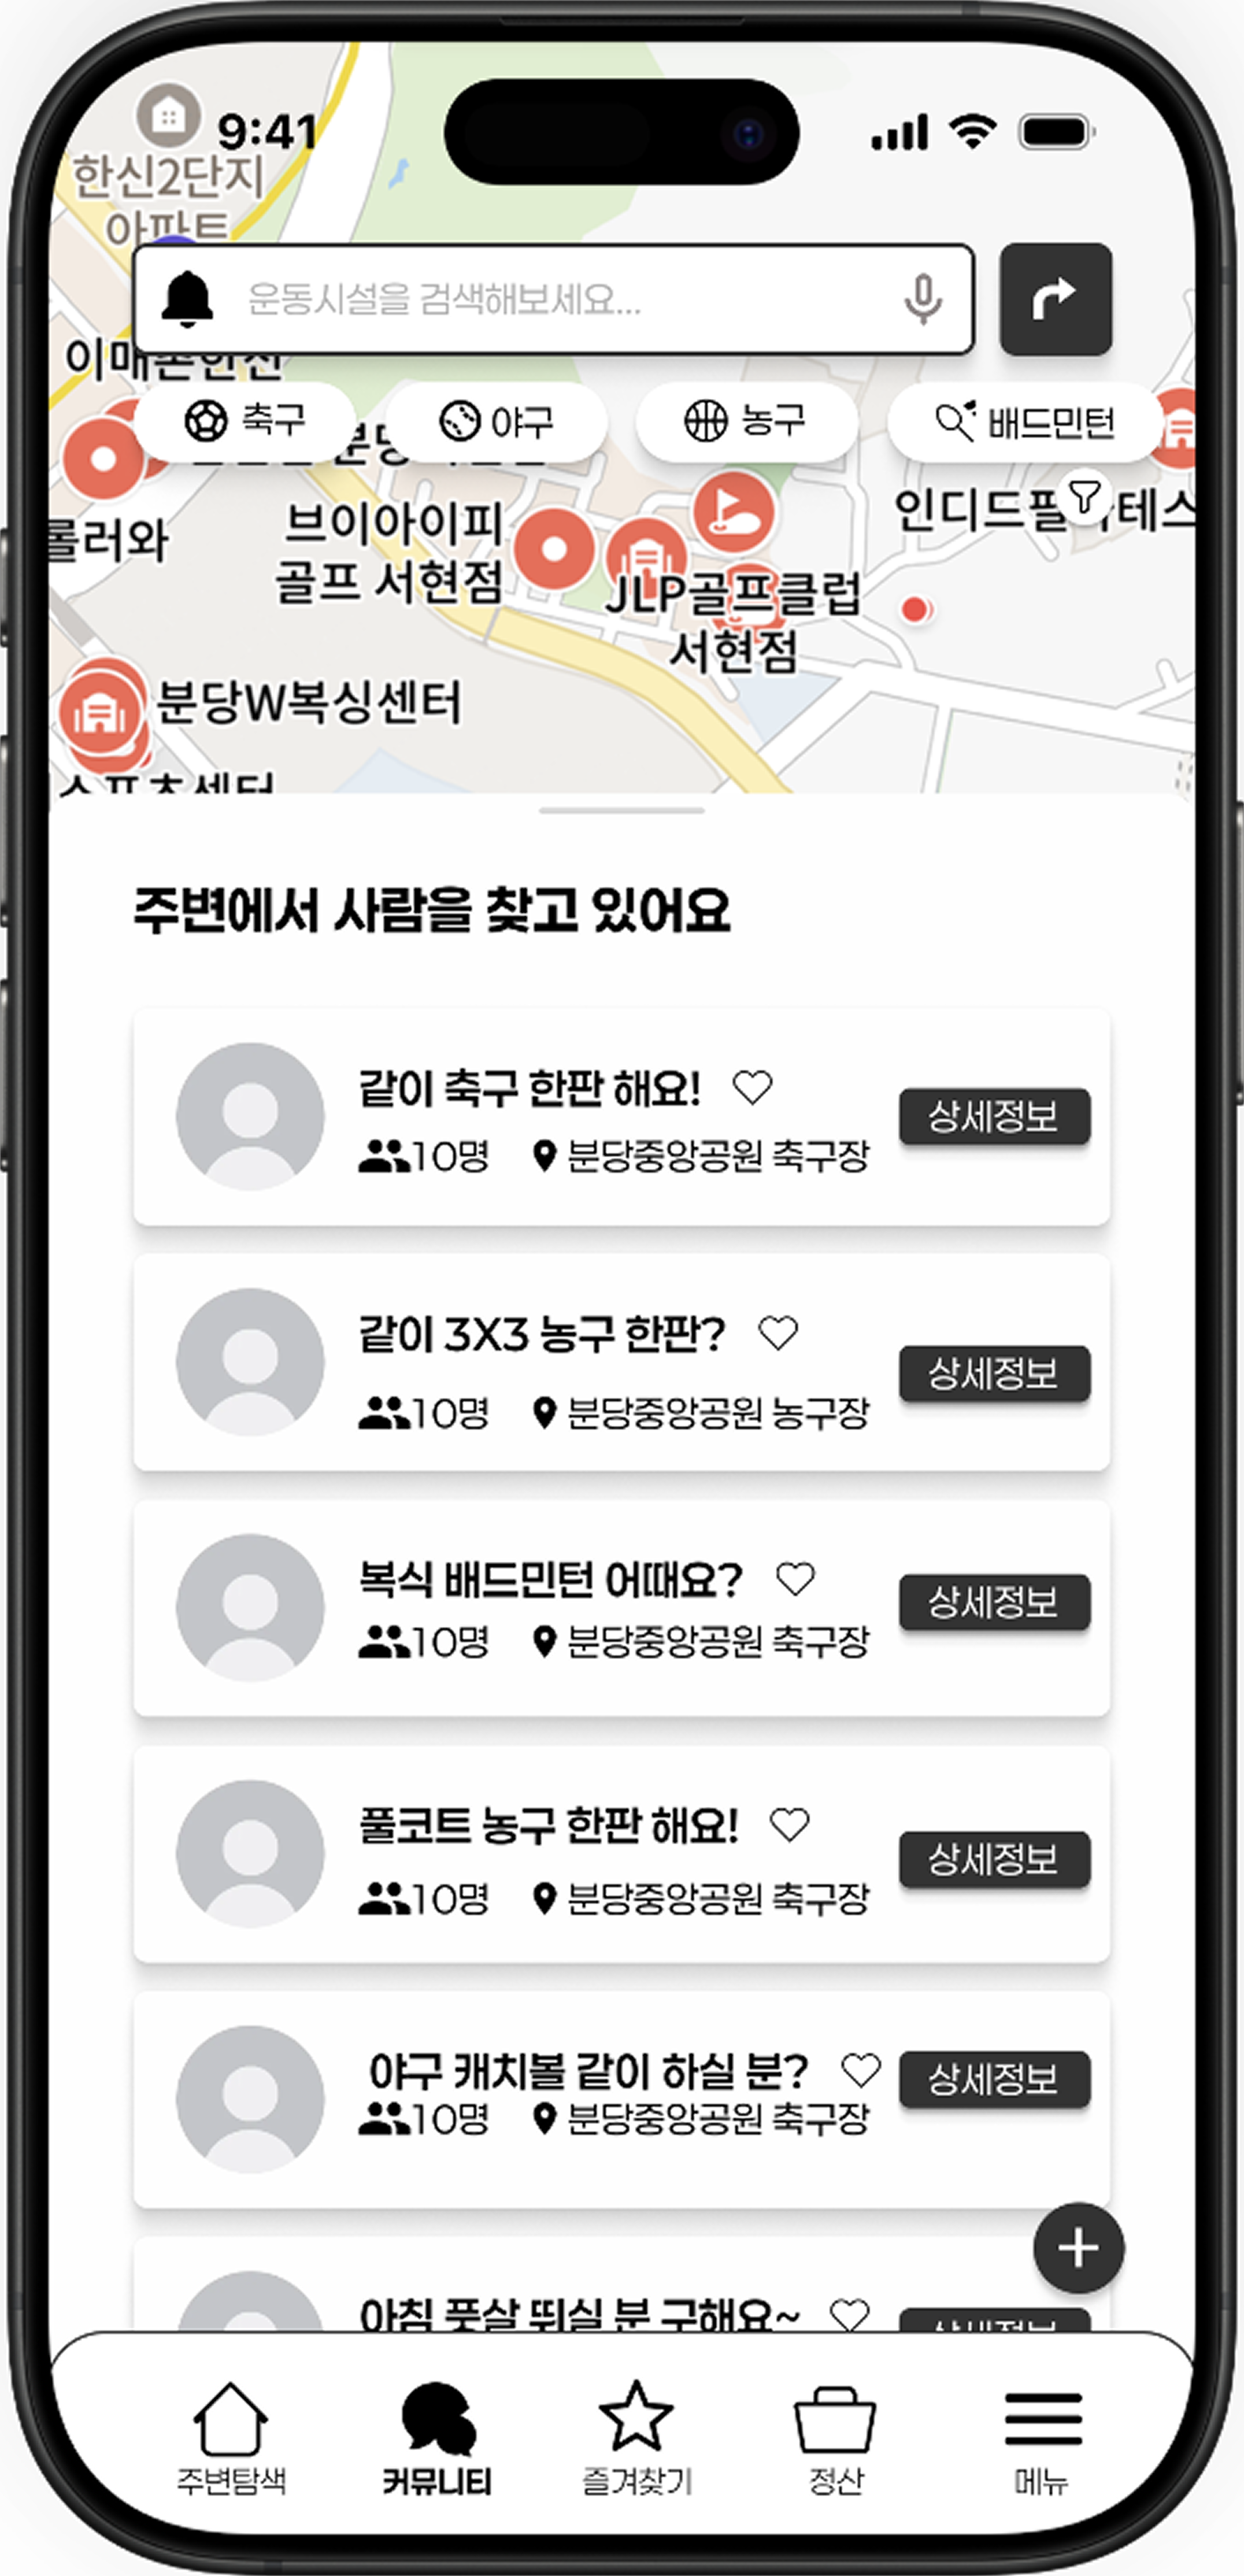 9:41
한신2단지
아파트
운동시설을 검색해보세요...
축구
야구
농구
배드민턴
롤러와
브이아이피
골프 서현점
JLP골프클럽
서현점
인디드필
테스
분당W복싱센터
스포츠센터
주변에서 사람을 찾고 있어요
같이 축구 한판 해요!
10명 분당중앙공원 축구장
상세정보
같이 3X3 농구 한판?
10명 분당중앙공원 농구장
상세정보
복식 배드민턴 어때요?
10명 분당중앙공원 축구장
상세정보
풀코트 농구 한판 해요!
10명 분당중앙공원 축구장
상세정보
야구 캐치볼 같이 하실 분?
10명 분당중앙공원 축구장
상세정보
아침 풋살 뛰실 분 구해요~
상세정보
주변탐색
커뮤니티
즐겨찾기
정산
메뉴